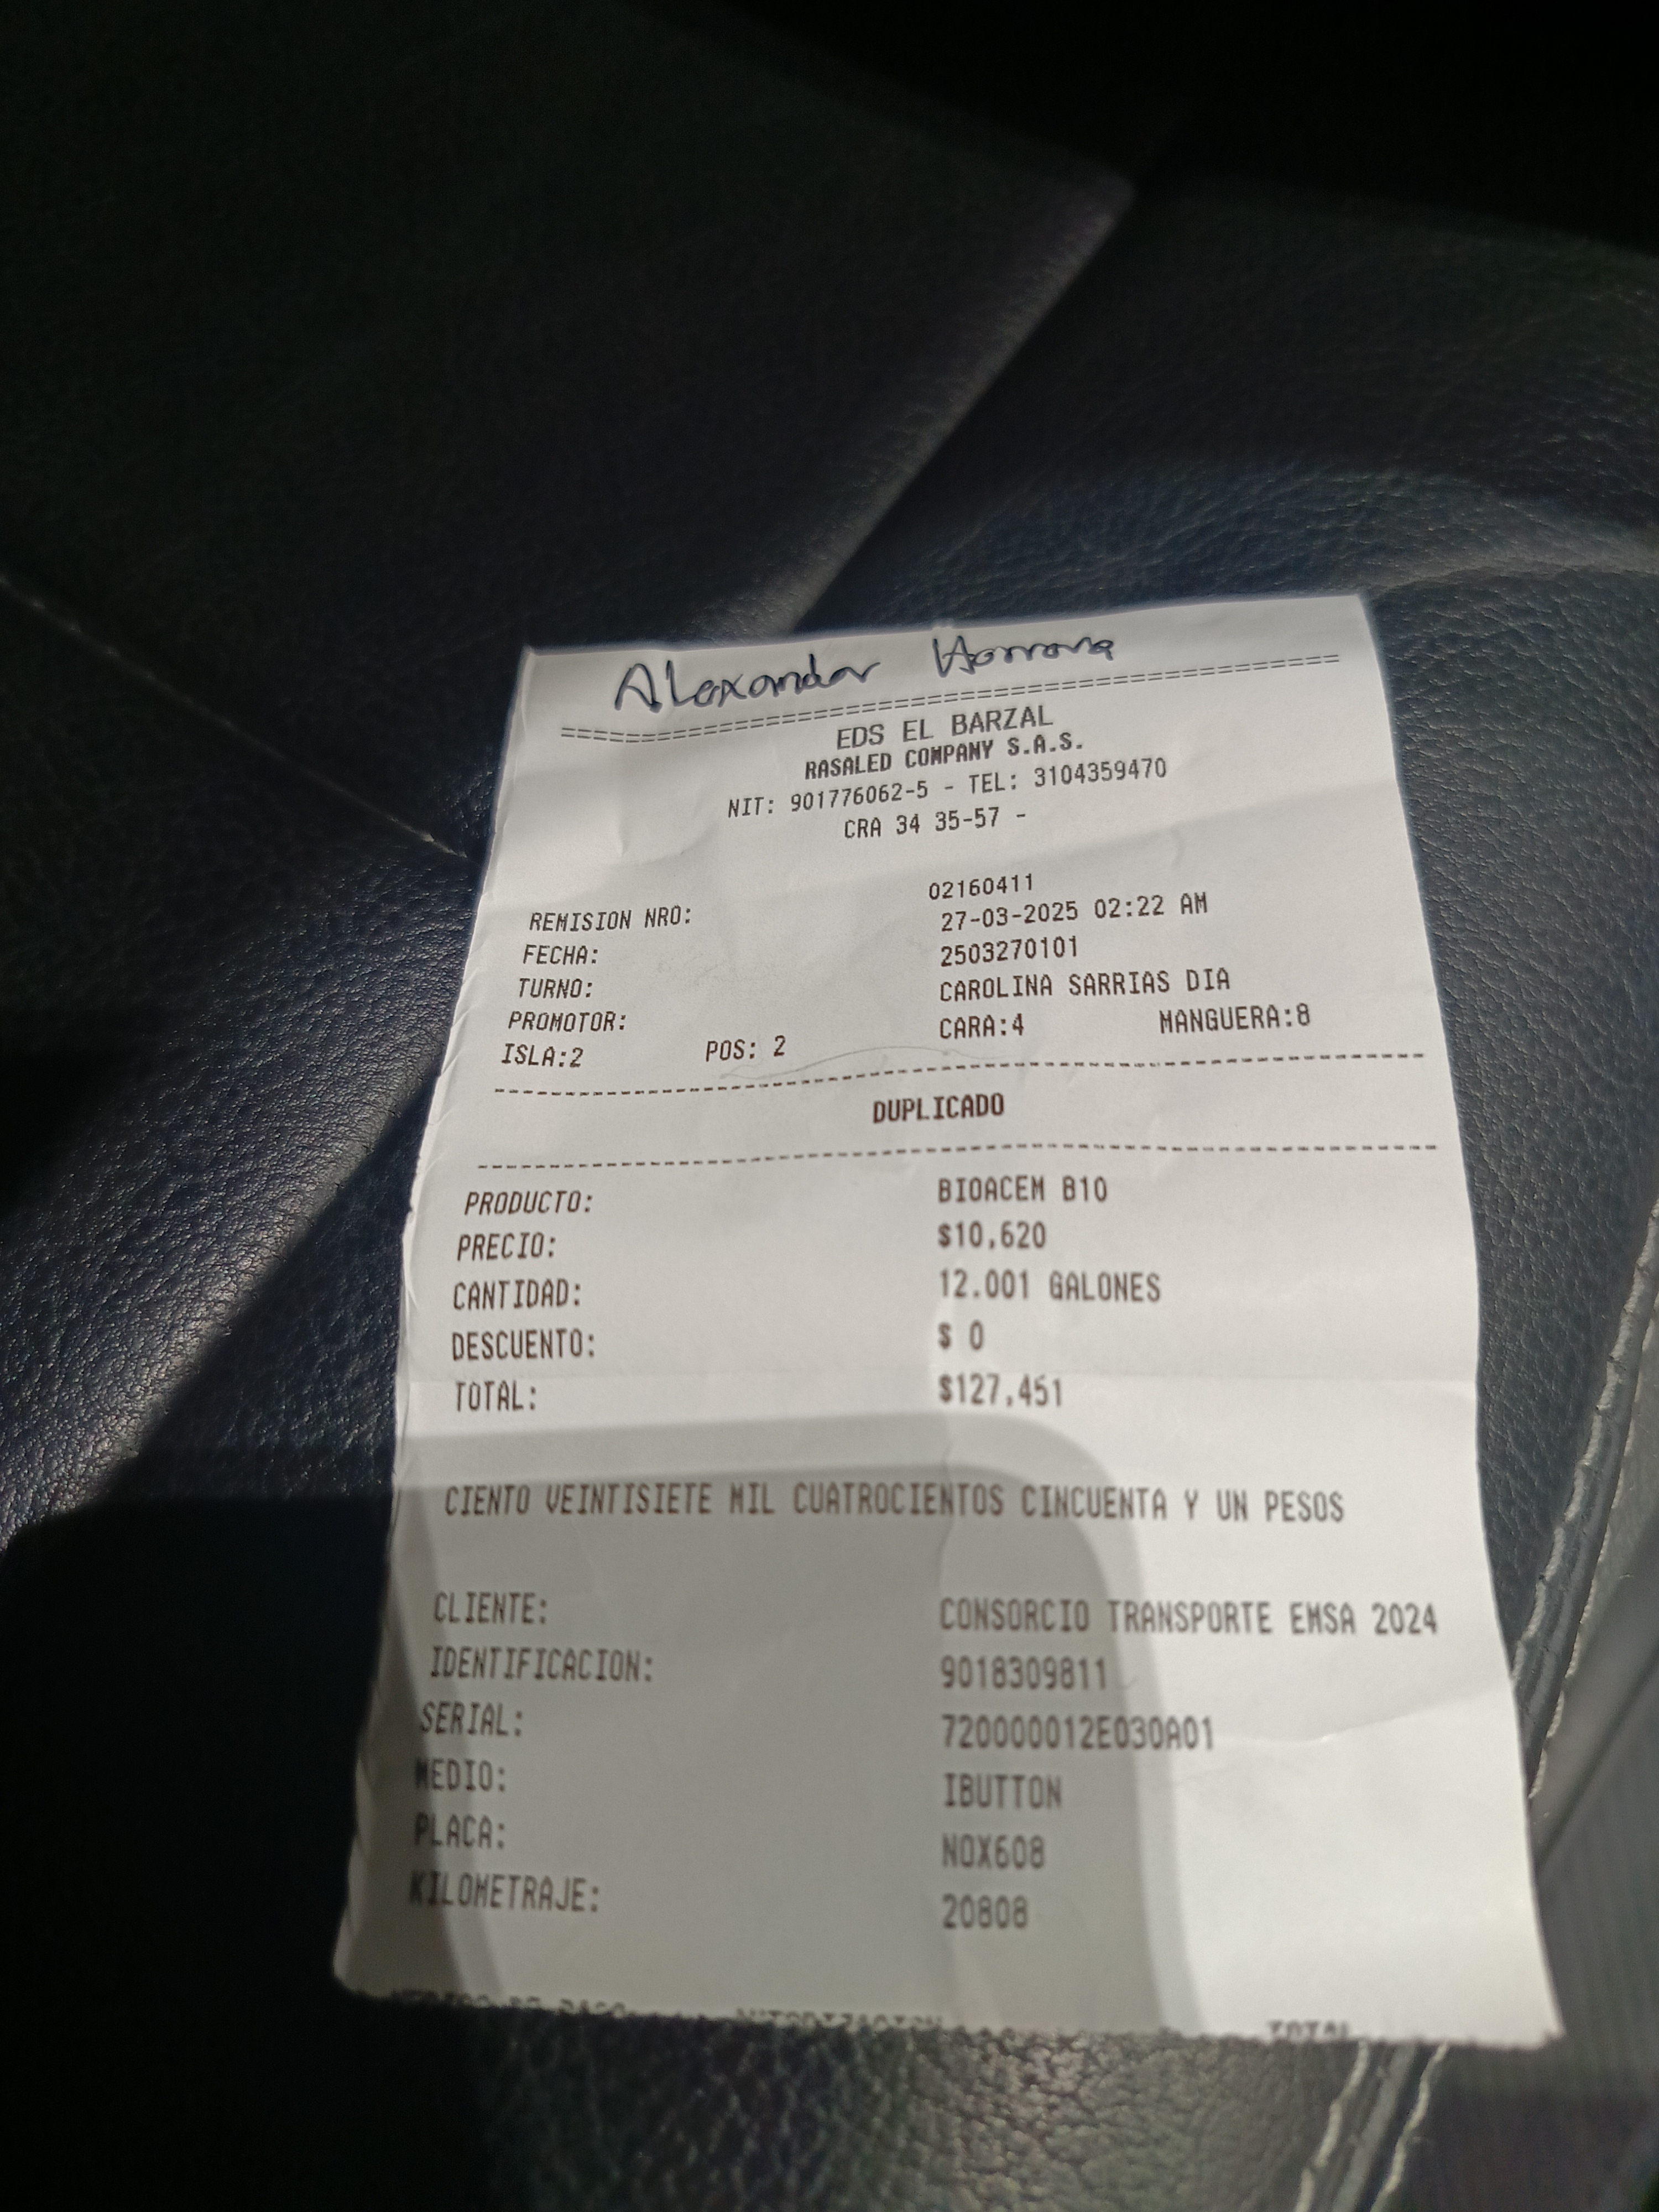 Alexander Herrera
================================================
EDS EL BARZAL
RASALED COMPANY S.A.S.
NIT: 901776062-5 - TEL: 3104359470
CRA 34 35-57 -
REMISION NRO: 02160411
FECHA: 27-03-2025 02:22 AM
TURNO: 2503270101
PROMOTOR: CAROLINA SARRIAS DIA
ISLA:2 POS: 2 CARA:4 MANGUERA:8
DUPLICADO
PRODUCTO: BIOACEM B10
PRECIO: $10,620
CANTIDAD: 12.001 GALONES
DESCUENTO: $ 0
TOTAL: $127,451
CIENTO VEINTISIETE MIL CUATROCIENTOS CINCUENTA Y UN PESOS
CLIENTE: CONSORCIO TRANSPORTE EMSA 2024
IDENTIFICACION: 9018309811
SERIAL: 720000012E030A01
MEDIO: IBUTTON
PLACA: NOX608
KILOMETRAJE: 20808
TOTAL